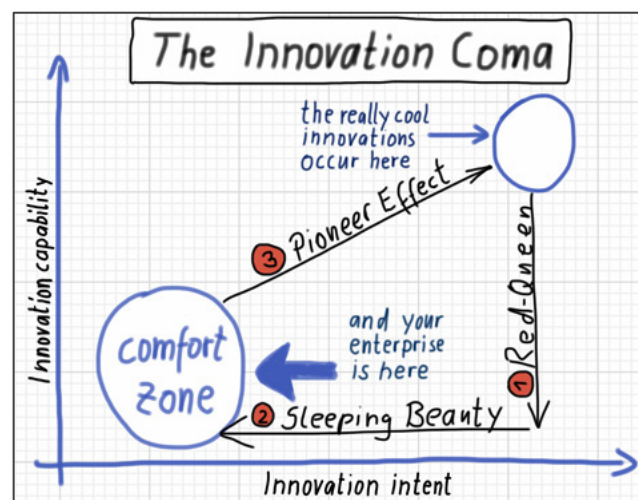 The Innovation Coma
the really cool
innovations
occur here
3 Pioneer Effect
Red-Queen
1
Innovation capability
comfort
zone
and your
enterprise
is here
2 Sleeping Beauty
Innovation intent